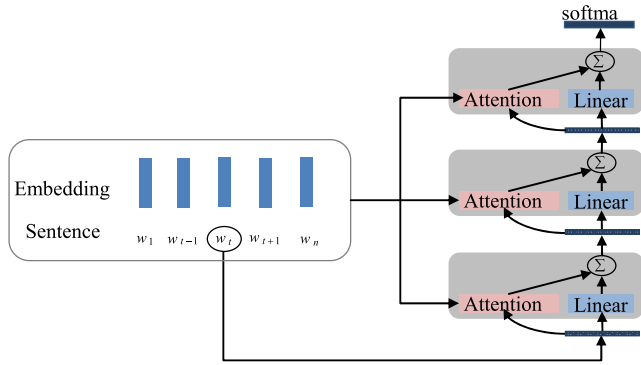 softma
Σ
Attention Linear
Σ
Attention Linear
Σ
Attention Linear
Embedding
Sentence w₁ wₜ₋₁ wₜ wₜ₊₁ wₙ